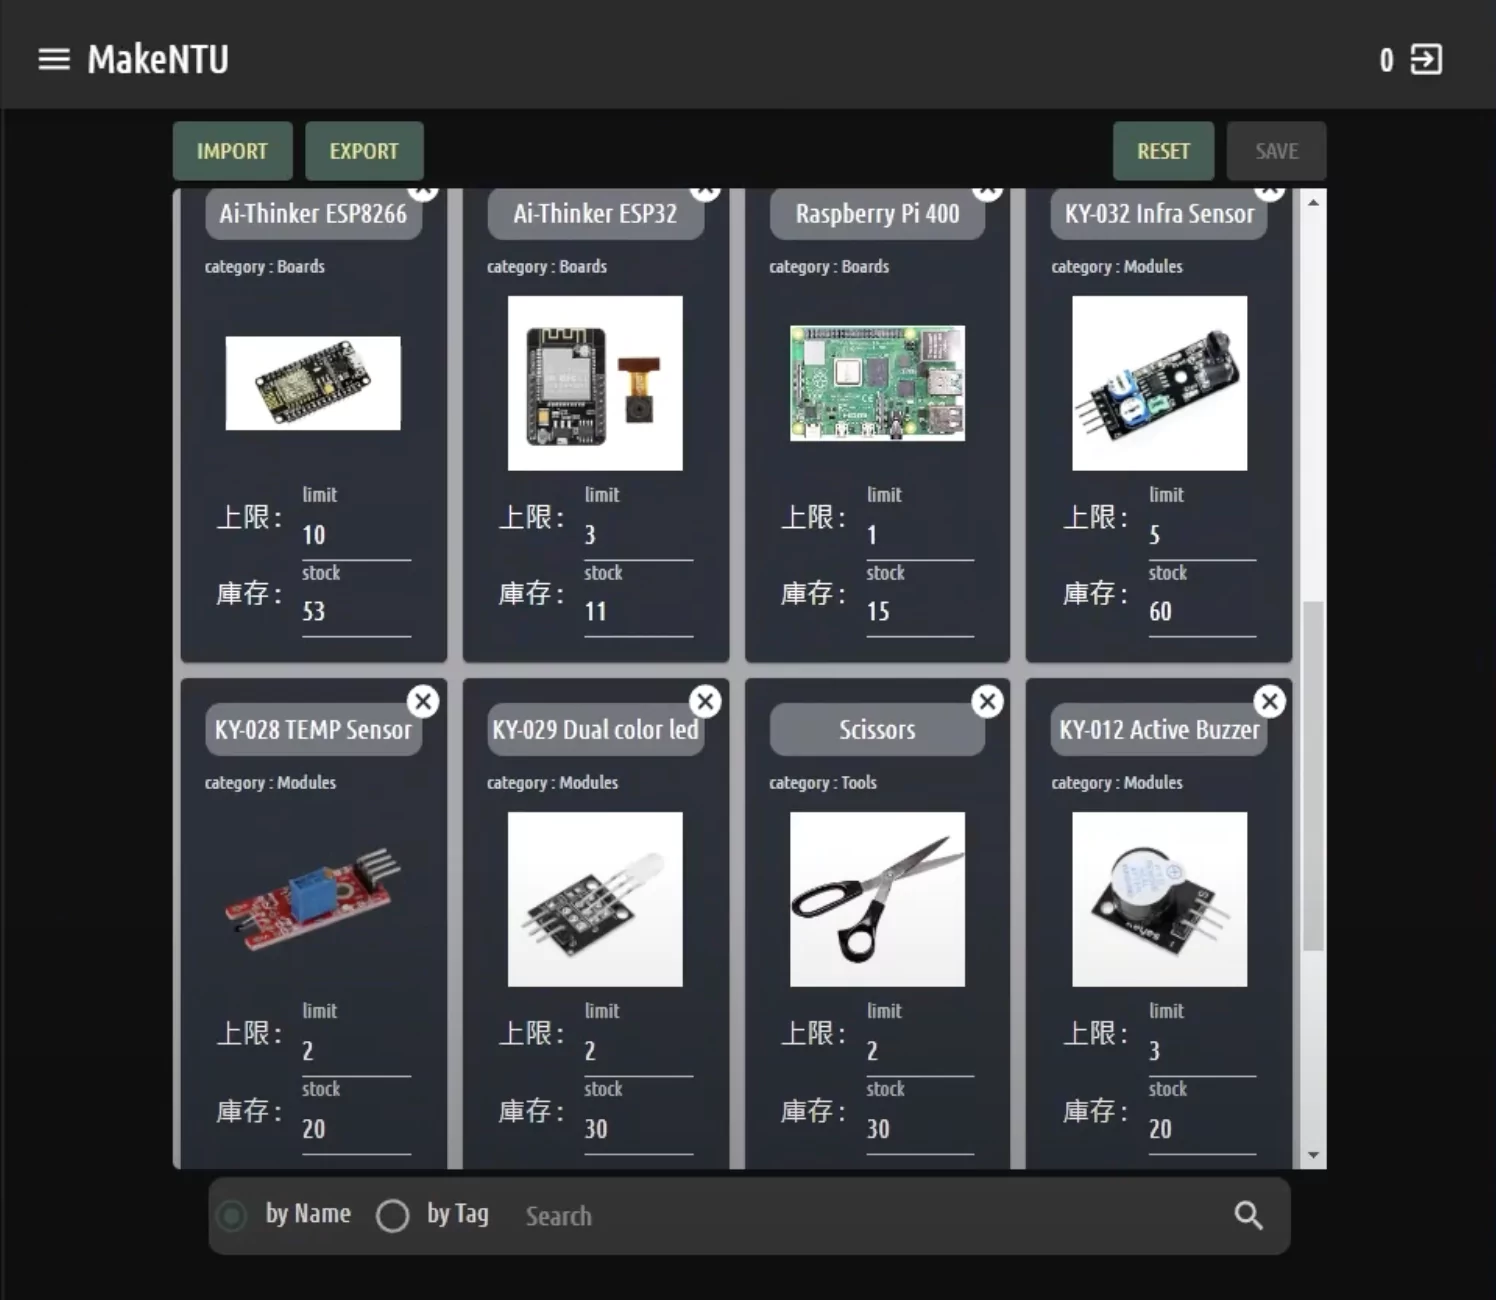 MakeNTU
0
IMPORT
EXPORT
RESET
SAVE
Ai-Thinker ESP8266
category : Boards
limit
上限 :
10
stock
庫存 :
53
Ai-Thinker ESP32
category : Boards
limit
上限 :
3
stock
庫存 :
11
Raspberry Pi 400
category : Boards
limit
上限 :
1
stock
庫存 :
15
KY-032 Infra Sensor
category : Modules
limit
上限 :
5
stock
庫存 :
60
KY-028 TEMP Sensor
category : Modules
limit
上限 :
2
stock
庫存 :
20
KY-029 Dual color led
category : Modules
limit
上限 :
2
stock
庫存 :
30
Scissors
category : Tools
limit
上限 :
2
stock
庫存 :
30
KY-012 Active Buzzer
category : Modules
limit
上限 :
3
stock
庫存 :
20
by Name
by Tag
Search